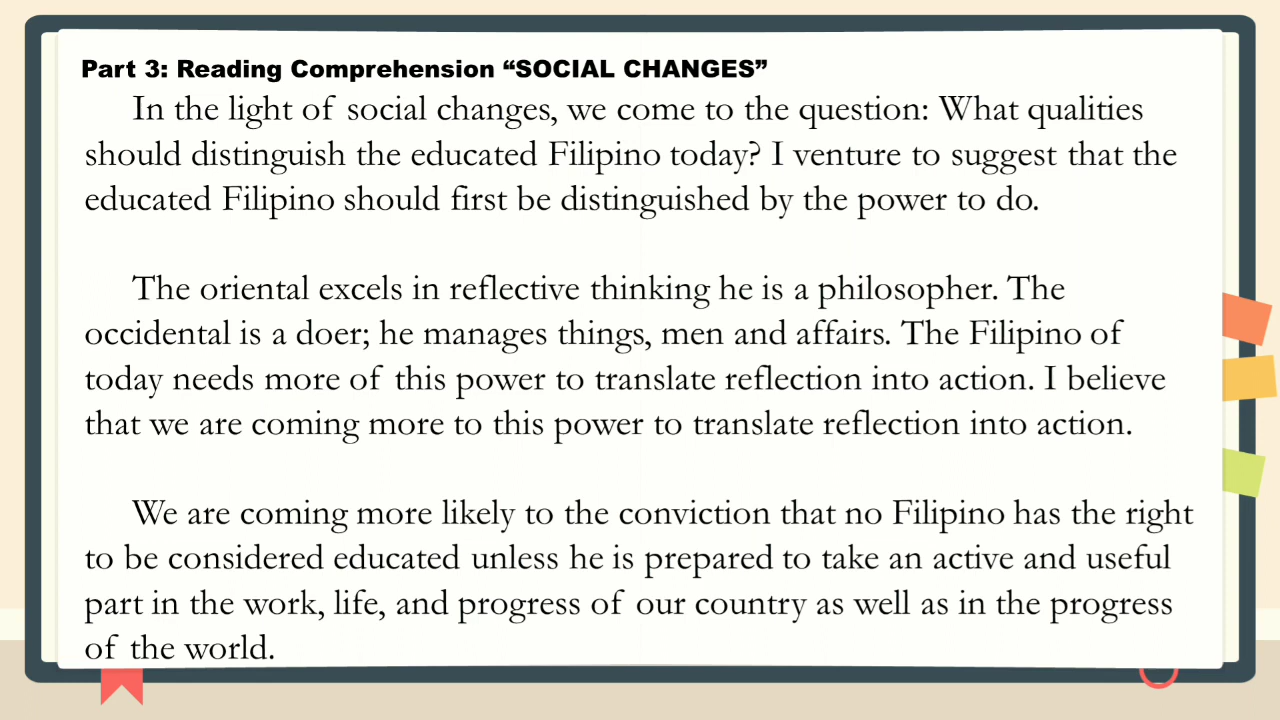 Part 3: Reading Comprehension “SOCIAL CHANGES”
In the light of social changes, we come to the question: What qualities
should distinguish the educated Filipino today? I venture to suggest that the
educated Filipino should first be distinguished by the power to do.
The oriental excels in reflective thinking he is a philosopher. The
occidental is a doer; he manages things, men and affairs. The Filipino of
today needs more of this power to translate reflection into action. I believe
that we are coming more to this power to translate reflection into action.
We are coming more likely to the conviction that no Filipino has the right
to be considered educated unless he is prepared to take an active and useful
part in the work, life, and progress of our country as well as in the progress
of the world.